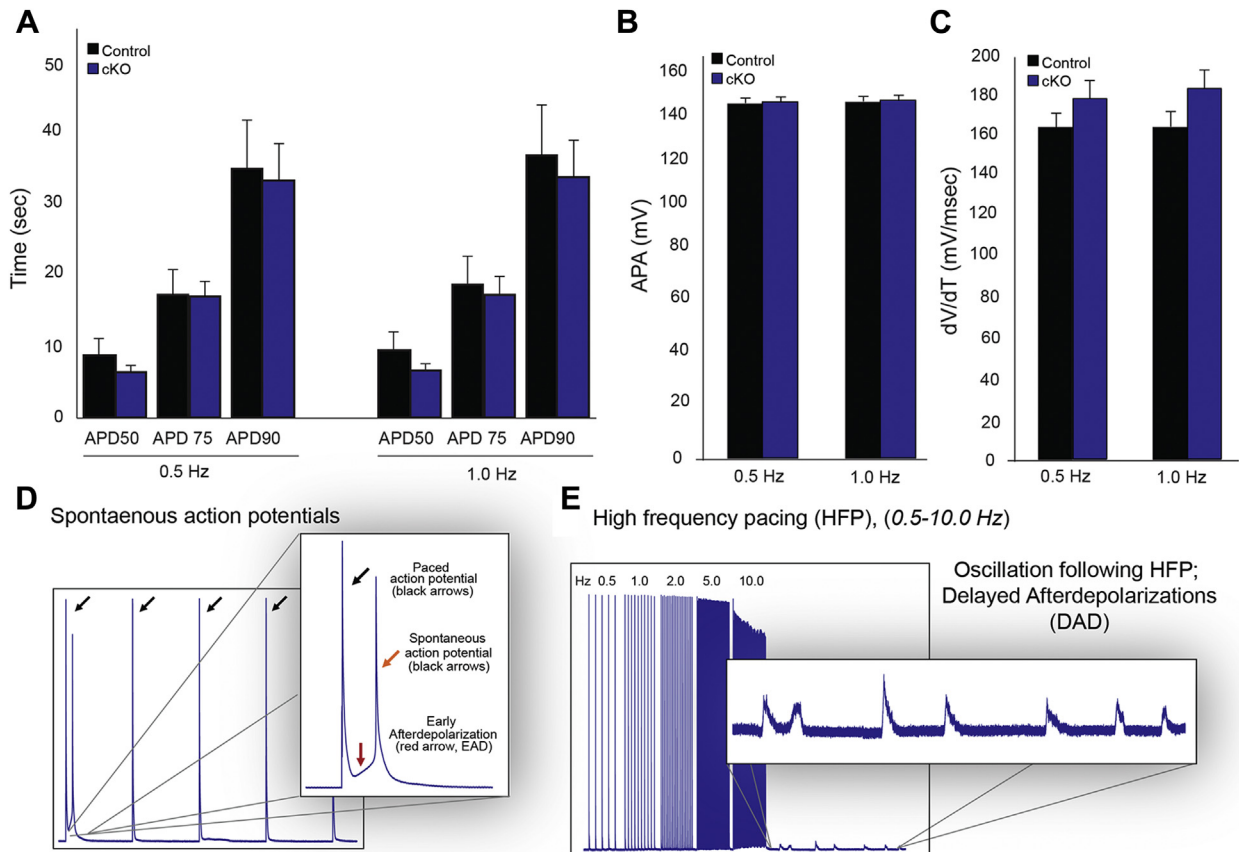 A
Control
cKO
50
40
30
20
10
0
Time (sec)
APD50 APD 75 APD90
0.5 Hz
APD50 APD 75 APD90
1.0 Hz
B
Control
cKO
160
140
120
100
80
60
40
20
0
APA (mV)
0.5 Hz 1.0 Hz
C
Control
cKO
200
180
160
140
120
100
80
60
40
20
0
dV/dT (mV/msec)
0.5 Hz 1.0 Hz
D
Spontaenous action potentials
Paced
action potential
(black arrows)
Spontaneous
action potential
(black arrows)
Early
Afterdepolarization
(red arrow, EAD)
E
High frequency pacing (HFP), (0.5-10.0 Hz)
Hz 0.5 1.0 2.0 5.0 10.0
Oscillation following HFP;
Delayed Afterdepolarizations
(DAD)